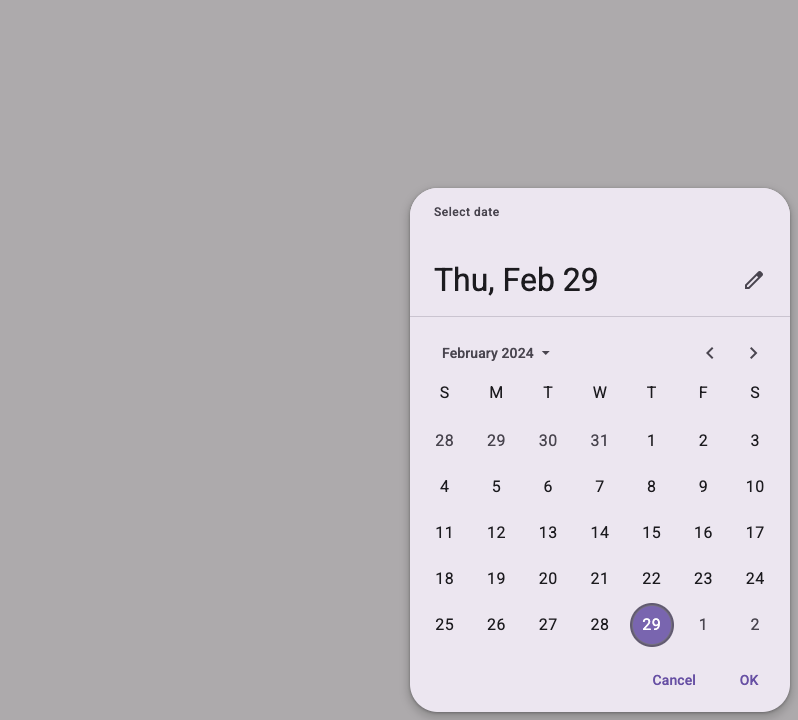 Select date
Thu, Feb 29
February 2024
S M T W T F S
28 29 30 31 1 2 3
4 5 6 7 8 9 10
11 12 13 14 15 16 17
18 19 20 21 22 23 24
25 26 27 28 29 1 2
Cancel OK